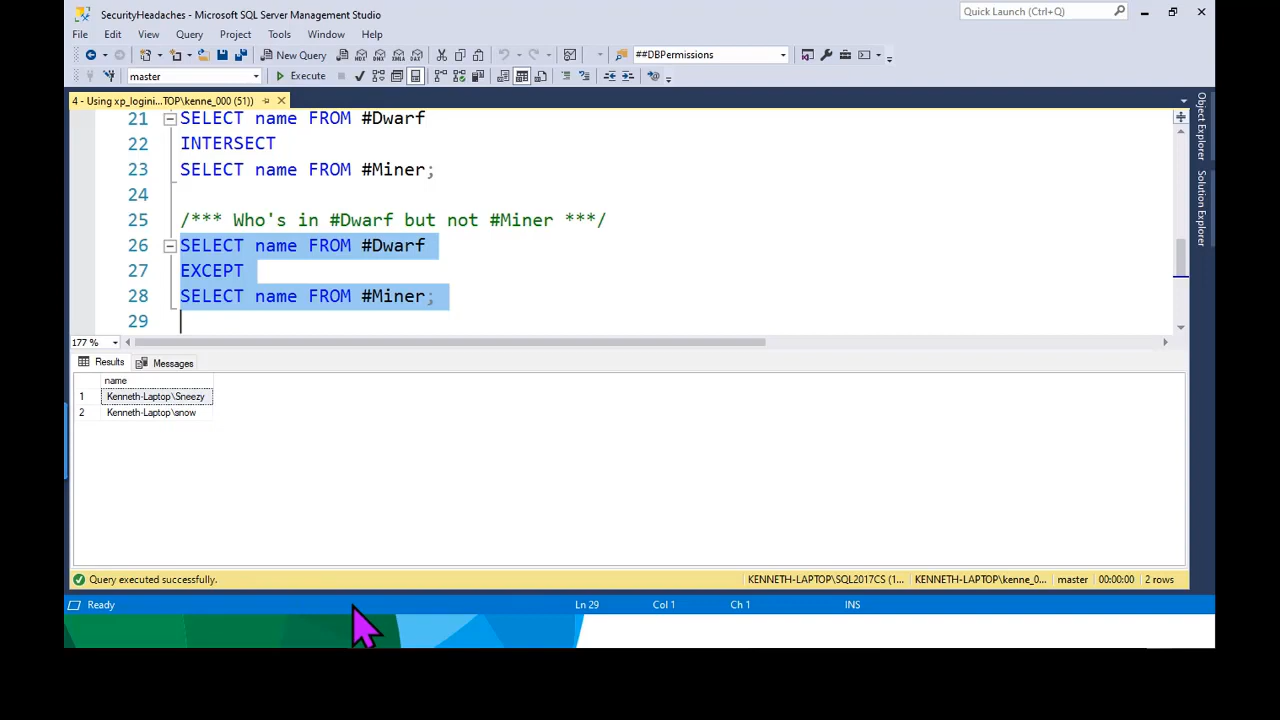 SecurityHeadaches - Microsoft SQL Server Management Studio
Quick Launch (Ctrl+Q)
File Edit View Query Project Tools Window Help
New Query
##DBPermissions
master
Execute
4 - Using xp_logini...TOP\kenne_000 (51))
21 SELECT name FROM #Dwarf
22 INTERSECT
23 SELECT name FROM #Miner;
24
25 /*** Who's in #Dwarf but not #Miner ***/
26 SELECT name FROM #Dwarf
27 EXCEPT
28 SELECT name FROM #Miner;
29
177 %
Results Messages
name
1 Kenneth-Laptop\Sneezy
2 Kenneth-Laptop\snow
Query executed successfully.
KENNETH-LAPTOP\SQL2017CS (1... KENNETH-LAPTOP\kenne_0... master 00:00:00 2 rows
Ready Ln 29 Col 1 Ch 1 INS
Object Explorer
Solution Explorer